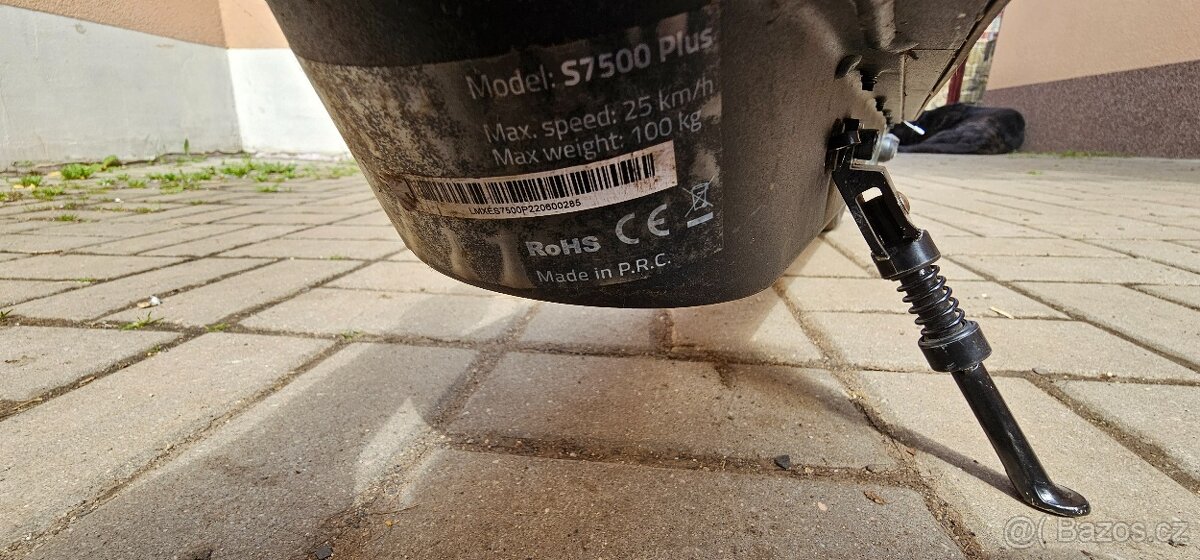 Model: S7500 Plus
Max. speed: 25 km/h
Max weight: 100 kg
LMXES7500P220600285
RoHS CE
Made in P.R.C.
@( Bazos.cz